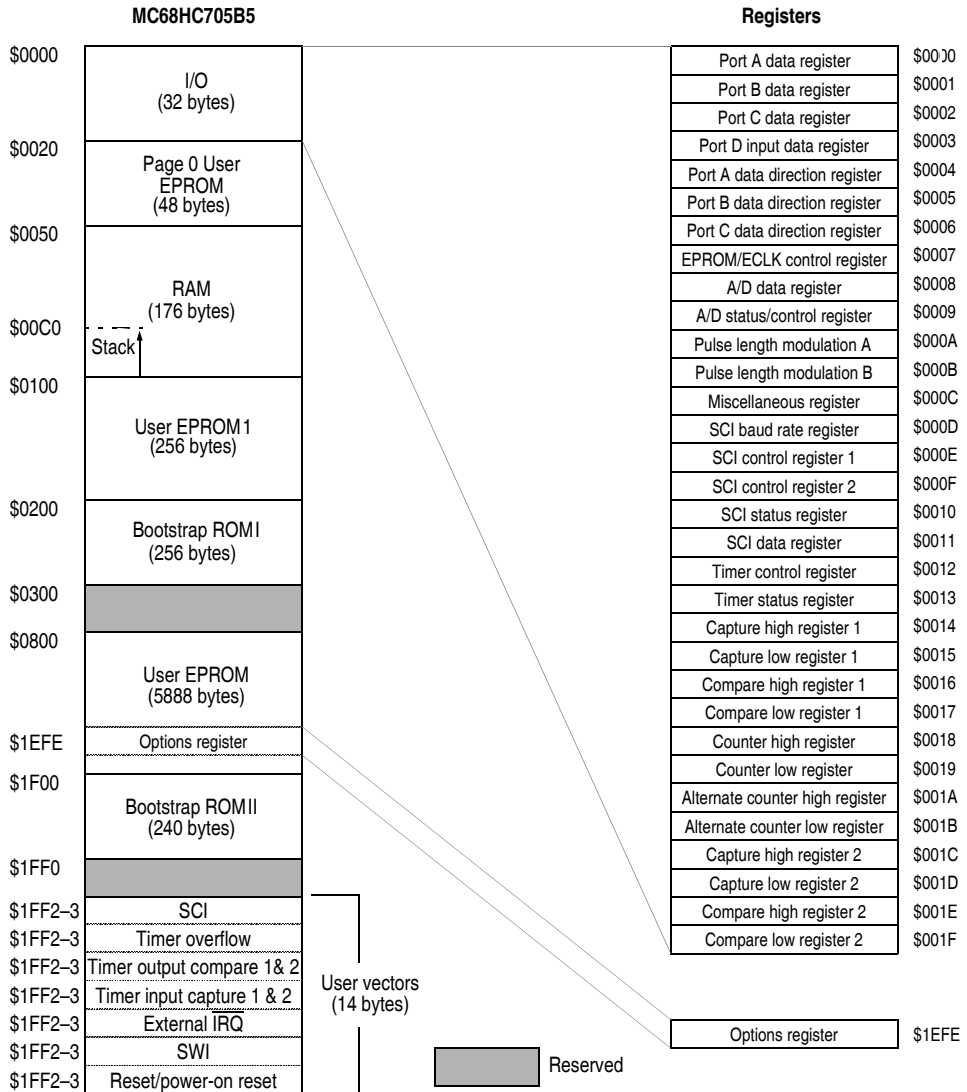 MC68HC705B5
$0000
I/O
(32 bytes)
$0020
Page 0 User
EPROM
(48 bytes)
$0050
RAM
(176 bytes)
$00C0
Stack
$0100
User EPROM1
(256 bytes)
$0200
Bootstrap ROMI
(256 bytes)
$0300
$0800
User EPROM
(5888 bytes)
$1EFE
Options register
$1F00
Bootstrap ROMII
(240 bytes)
$1FF0
$1FF2–3 SCI
$1FF2–3 Timer overflow
$1FF2–3 Timer output compare 1& 2
$1FF2–3 Timer input capture 1 & 2
$1FF2–3 External IRQ
$1FF2–3 SWI
$1FF2–3 Reset/power-on reset
User vectors
(14 bytes)
Reserved
Registers
Port A data register $0000
Port B data register $0001
Port C data register $0002
Port D input data register $0003
Port A data direction register $0004
Port B data direction register $0005
Port C data direction register $0006
EPROM/ECLK control register $0007
A/D data register $0008
A/D status/control register $0009
Pulse length modulation A $000A
Pulse length modulation B $000B
Miscellaneous register $000C
SCI baud rate register $000D
SCI control register 1 $000E
SCI control register 2 $000F
SCI status register $0010
SCI data register $0011
Timer control register $0012
Timer status register $0013
Capture high register 1 $0014
Capture low register 1 $0015
Compare high register 1 $0016
Compare low register 1 $0017
Counter high register $0018
Counter low register $0019
Alternate counter high register $001A
Alternate counter low register $001B
Capture high register 2 $001C
Capture low register 2 $001D
Compare high register 2 $001E
Compare low register 2 $001F
Options register $1EFE